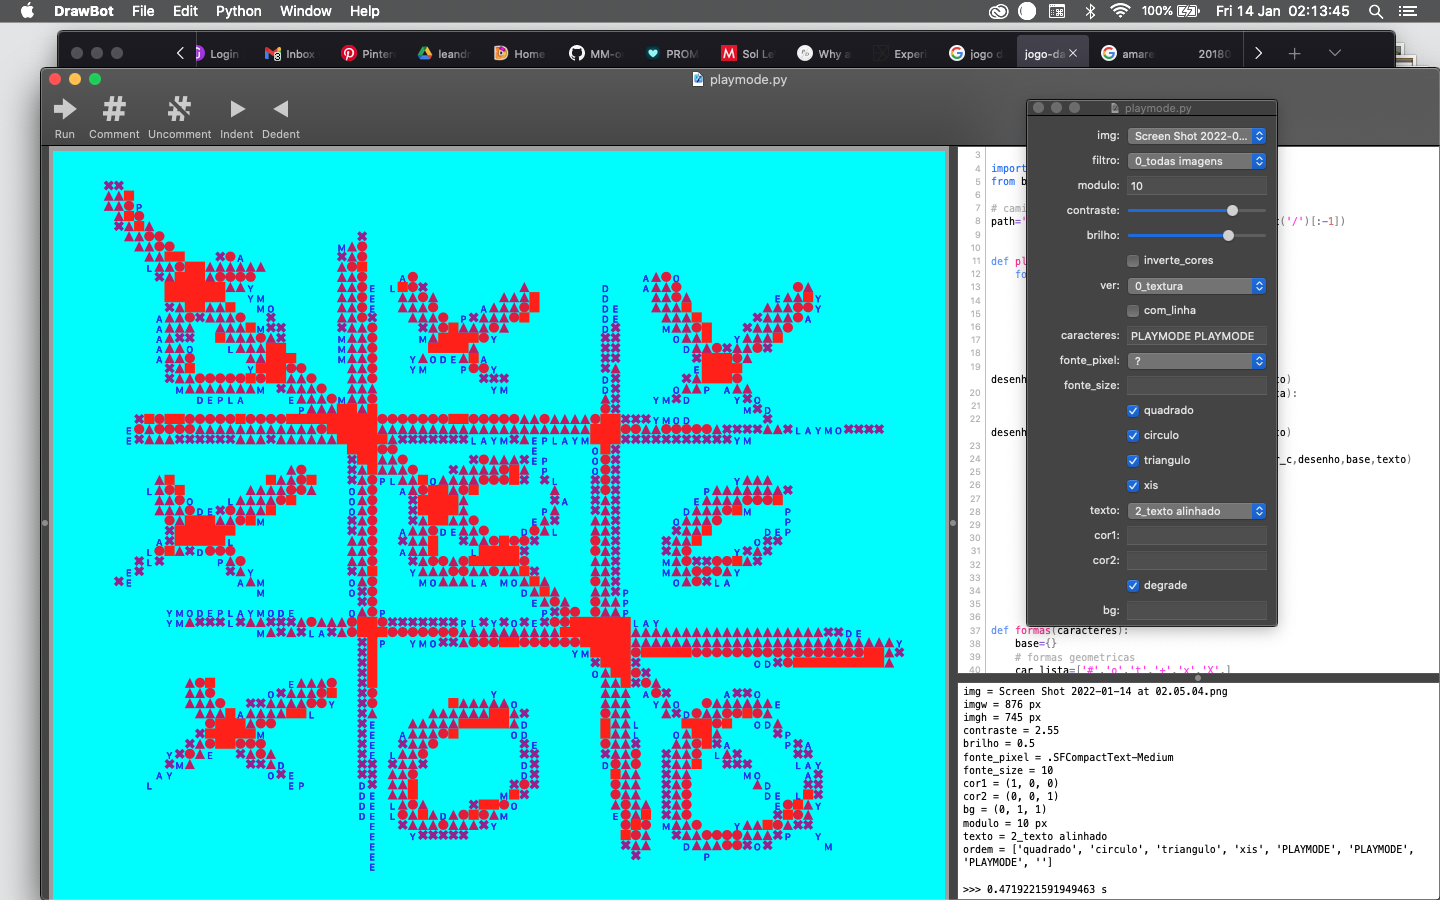 DrawBot File Edit Python Window Help 100% Fri 14 Jan 02:13:45
Login Inbox Pinter leandr Home MM-o PROM Sol Le Why a Experi jogo d jogo-da amare 20180
playmode.py
Run Comment Uncomment Indent Dedent
playmode.py
img: Screen Shot 2022-0...
filtro: 0_todas imagens
modulo: 10
contraste:
brilho:
inverte_cores
ver: 0_textura
com_linha
caracteres: PLAYMODE PLAYMODE
fonte_pixel: ?
fonte_size:
quadrado
circulo
triangulo
xis
texto: 2_texto alinhado
cor1:
cor2:
degrade
bg:
3
4 import
5 from b
6
7 # cami
8 path=' ('/')[:-1])
9
10
11 def pl
12 fo
13
14
15
16
17
18
19
desenh to)
20 ta):
21
22
desenh to)
23
24 r_c,desenho,base,texto)
25
26
27
28
29
30
31
32
33
34
35
36
37 def formas(caracteres):
38 base={}
39 # formas geometricas
40 car_lista=['#','o','t','+','x','X',]
img = Screen Shot 2022-01-14 at 02.05.04.png
imgw = 876 px
imgh = 745 px
contraste = 2.55
brilho = 0.5
fonte_pixel = .SFCompactText-Medium
fonte_size = 10
cor1 = (1, 0, 0)
cor2 = (0, 0, 1)
bg = (0, 1, 1)
modulo = 10 px
texto = 2_texto alinhado
ordem = ['quadrado', 'circulo', 'triangulo', 'xis', 'PLAYMODE', 'PLAYMODE',
'PLAYMODE', '']
>>> 0.4719221591949463 s